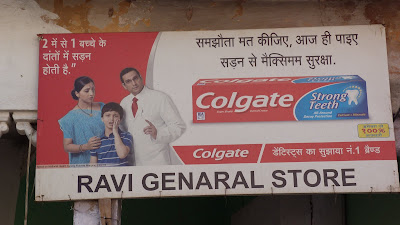 2 में से 1 बच्चे के
दांतों में सड़न
होती है."
समझौता मत कीजिए, आज ही पाइए
सड़न से मैक्सिमम सुरक्षा.
Colgate
Strong
Teeth
Colgate
डेंटिस्ट्स का सुझाया नं.1 ब्रैण्ड
100%
RAVI GENARAL STORE